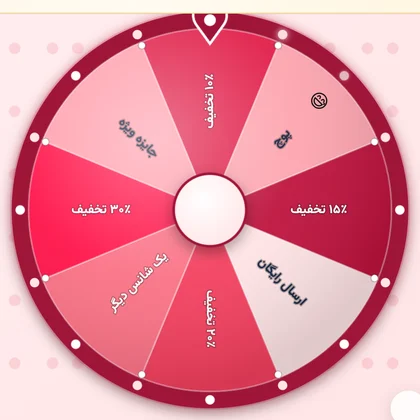 ۱۰٪ تخفیف
پوچ
۱۵٪ تخفیف
ارسال رایگان
۲۰٪ تخفیف
یک شانس دیگر
۳۰٪ تخفیف
جایزه ویژه